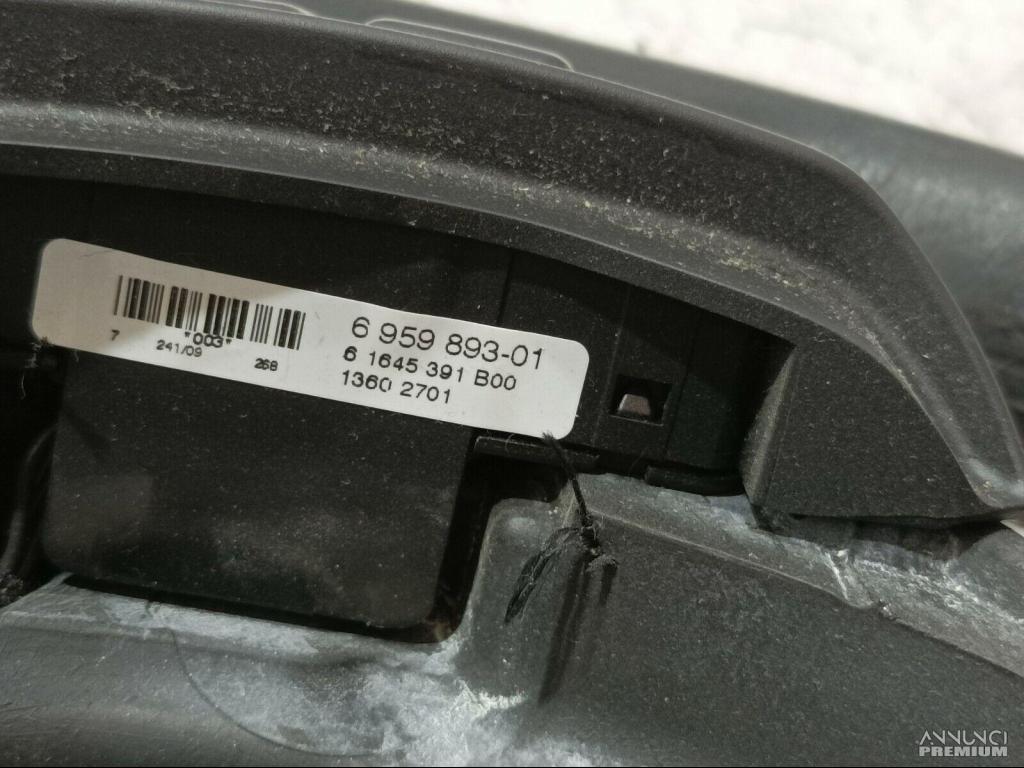 6 959 893-01
*003*
7 241/09 268
6 1645 391 B00
1360 2701
ANNUNCI
PREMIUM